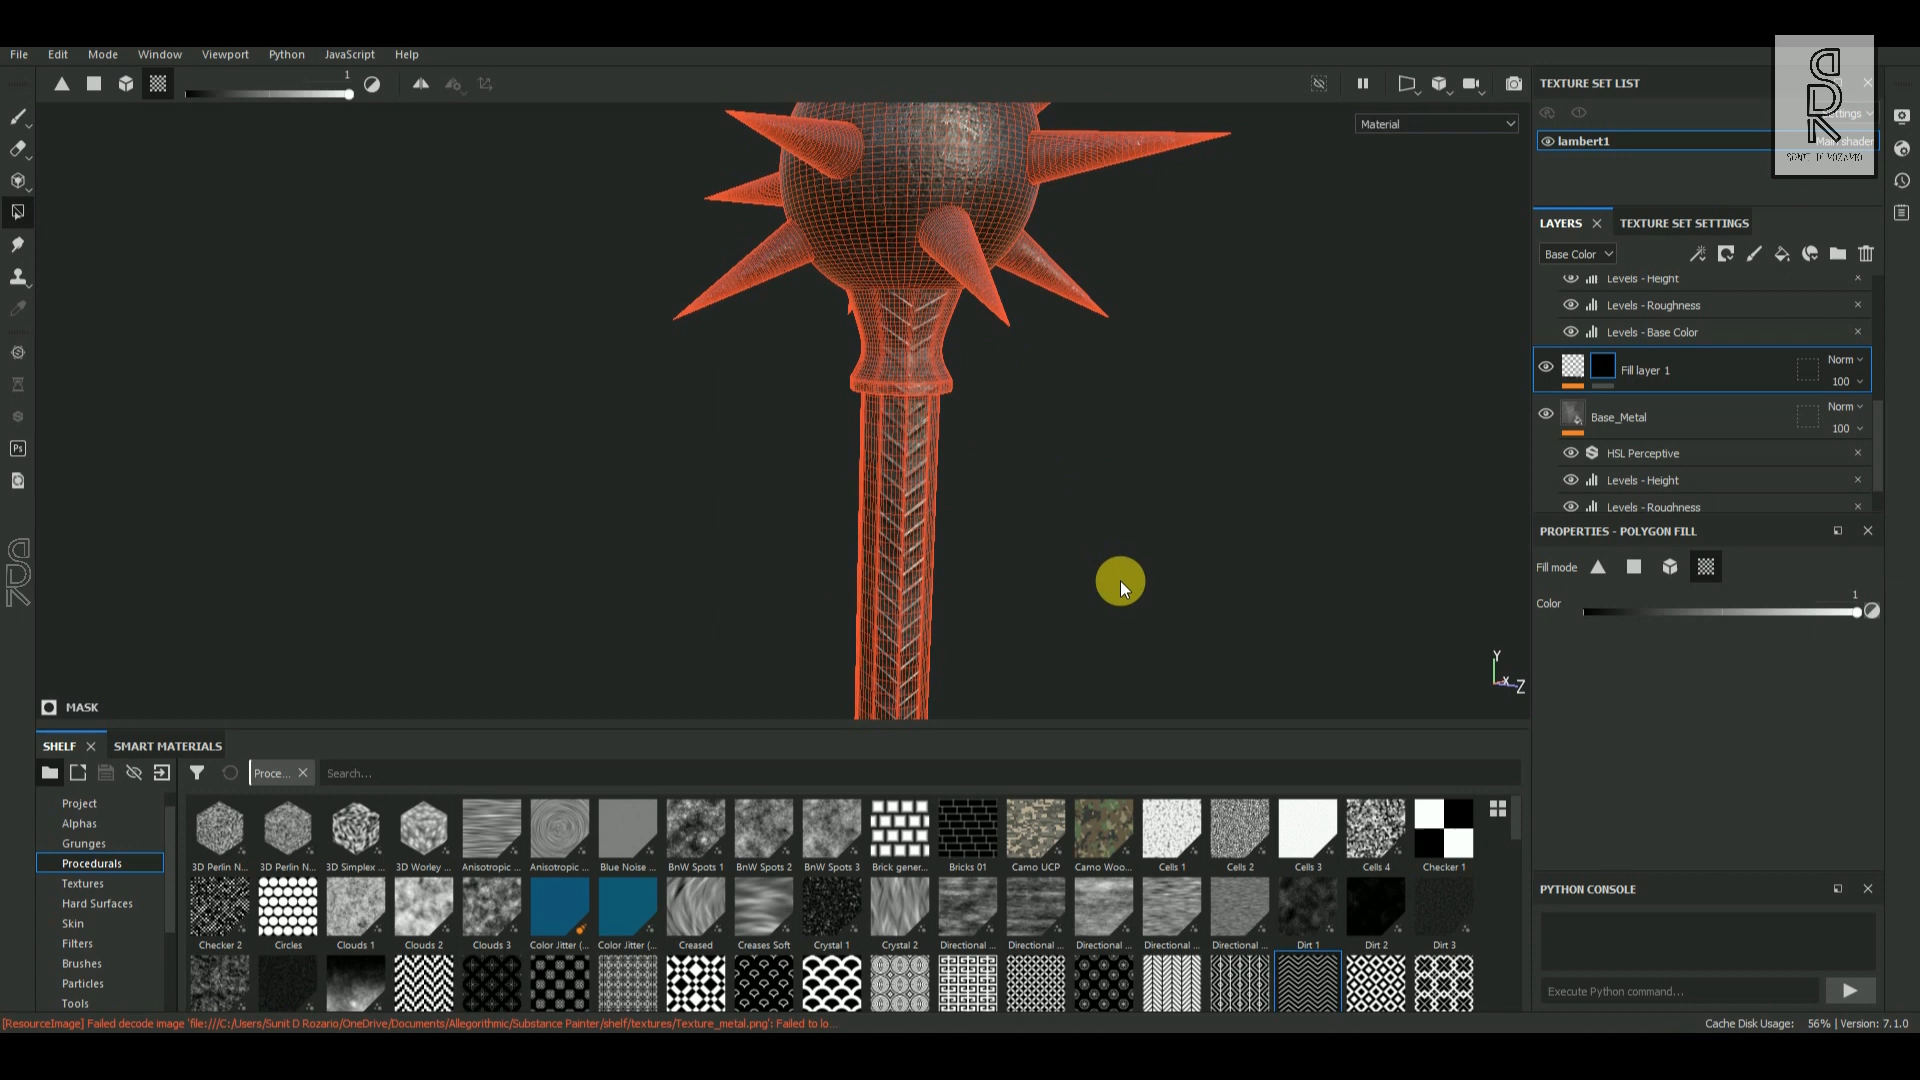 File Edit Mode Window Viewport Python JavaScript Help
1
Material
TEXTURE SET LIST
ettings
lambert1
Main shader
SDR
LAYERS
TEXTURE SET SETTINGS
Base Color
Levels - Height
Levels - Roughness
Levels - Base Color
Fill layer 1
Norm
100
Base_Metal
Norm
100
HSL Perceptive
Levels - Height
Levels - Roughness
PROPERTIES - POLYGON FILL
Fill mode
Color
1
Y
X
Z
Ps
SDR
MASK
SHELF
SMART MATERIALS
Proce...
Search...
Project
Alphas
Grunges
Procedurals
Textures
Hard Surfaces
Skin
Filters
Brushes
Particles
Tools
3D Perlin N... 3D Perlin N... 3D Simplex ... 3D Worley ... Anisotropic ... Anisotropic ... Blue Noise ... BnW Spots 1 BnW Spots 2 BnW Spots 3 Brick gener... Bricks 01 Camo UCP Camo Woo... Cells 1 Cells 2 Cells 3 Cells 4 Checker 1
Checker 2 Circles Clouds 1 Clouds 2 Clouds 3 Color Jitter (... Color Jitter (... Creased Creases Soft Crystal 1 Crystal 2 Directional ... Directional ... Directional ... Directional ... Directional ... Dirt 1 Dirt 2 Dirt 3
PYTHON CONSOLE
Execute Python command...
[ResourceImage] Failed decode image 'file:///C:/Users/Sunit D Rozario/OneDrive/Documents/Allegorithmic/Substance Painter/shelf/textures/Texture_metal.png': Failed to lo...
Cache Disk Usage: 56% | Version: 7.1.0